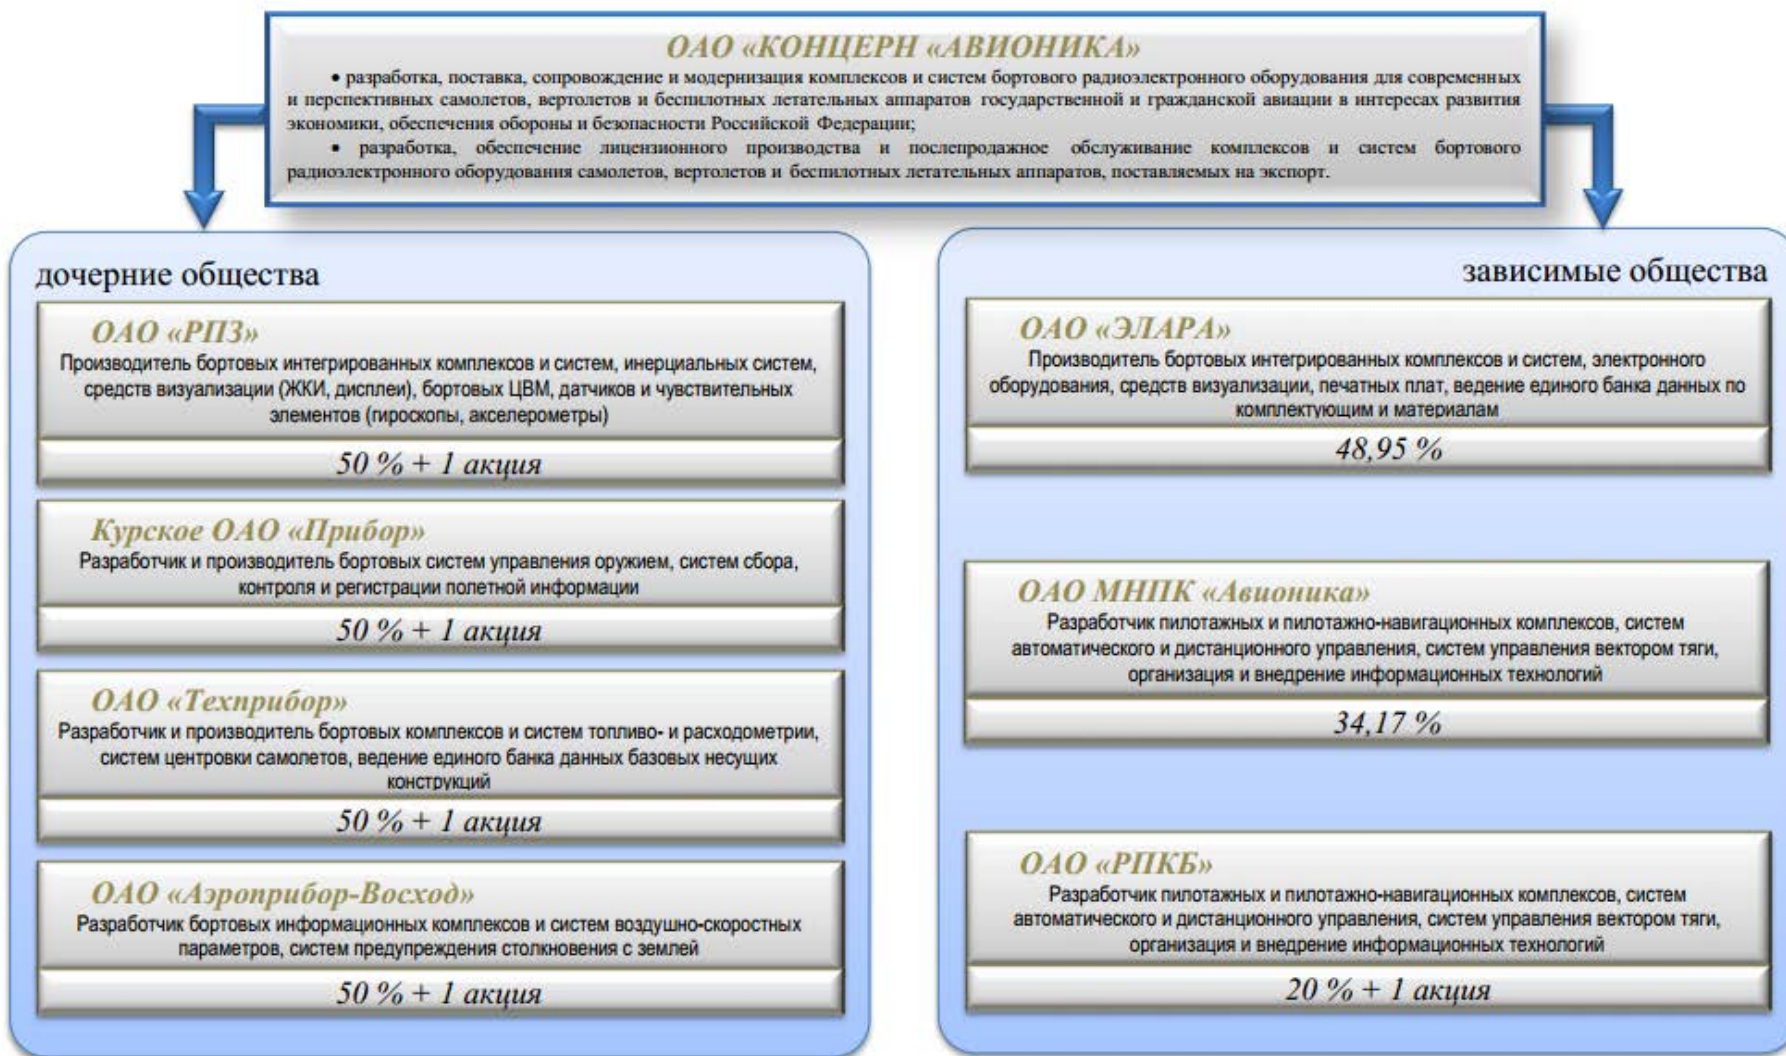 ОАО «КОНЦЕРН «АВИОНИКА»
• разработка, поставка, сопровождение и модернизация комплексов и систем бортового радиоэлектронного оборудования для современных
и перспективных самолетов, вертолетов и беспилотных летательных аппаратов государственной и гражданской авиации в интересах развития
экономики, обеспечения обороны и безопасности Российской Федерации;
• разработка, обеспечение лицензионного производства и послепродажное обслуживание комплексов и систем бортового
радиоэлектронного оборудования самолетов, вертолетов и беспилотных летательных аппаратов, поставляемых на экспорт.
дочерние общества
ОАО «РПЗ»
Производитель бортовых интегрированных комплексов и систем, инерциальных систем,
средств визуализации (ЖКИ, дисплеи), бортовых ЦВМ, датчиков и чувствительных
элементов (гироскопы, акселерометры)
50 % + 1 акция
Курское ОАО «Прибор»
Разработчик и производитель бортовых систем управления оружием, систем сбора,
контроля и регистрации полетной информации
50 % + 1 акция
ОАО «Техприбор»
Разработчик и производитель бортовых комплексов и систем топливо- и расходометрии,
систем центровки самолетов, ведение единого банка данных базовых несущих
конструкций
50 % + 1 акция
ОАО «Аэроприбор-Восход»
Разработчик бортовых информационных комплексов и систем воздушно-скоростных
параметров, систем предупреждения столкновения с землей
50 % + 1 акция
зависимые общества
ОАО «ЭЛАРА»
Производитель бортовых интегрированных комплексов и систем, электронного
оборудования, средств визуализации, печатных плат, ведение единого банка данных по
комплектующим и материалам
48,95 %
ОАО МНПК «Авионика»
Разработчик пилотажных и пилотажно-навигационных комплексов, систем
автоматического и дистанционного управления, систем управления вектором тяги,
организация и внедрение информационных технологий
34,17 %
ОАО «РПКБ»
Разработчик пилотажных и пилотажно-навигационных комплексов, систем
автоматического и дистанционного управления, систем управления вектором тяги,
организация и внедрение информационных технологий
20 % + 1 акция